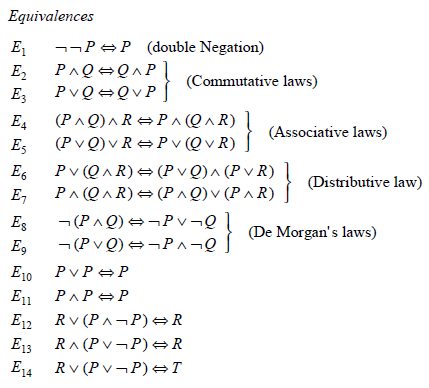 Equivalences
E₁ ¬¬P ⇔ P (double Negation)
E₂ P ∧ Q ⇔ Q ∧ P
E₃ P ∨ Q ⇔ Q ∨ P
(Commutative laws)
E₄ (P ∧ Q) ∧ R ⇔ P ∧ (Q ∧ R)
E₅ (P ∨ Q) ∨ R ⇔ P ∨ (Q ∨ R)
(Associative laws)
E₆ P ∨ (Q ∧ R) ⇔ (P ∨ Q) ∧ (P ∨ R)
E₇ P ∧ (Q ∧ R) ⇔ (P ∧ Q) ∨ (P ∧ R)
(Distributive law)
E₈ ¬(P ∧ Q) ⇔ ¬P ∨ ¬Q
E₉ ¬(P ∨ Q) ⇔ ¬P ∧ ¬Q
(De Morgan's laws)
E₁₀ P ∨ P ⇔ P
E₁₁ P ∧ P ⇔ P
E₁₂ R ∨ (P ∧ ¬P) ⇔ R
E₁₃ R ∧ (P ∨ ¬P) ⇔ R
E₁₄ R ∨ (P ∨ ¬P) ⇔ T